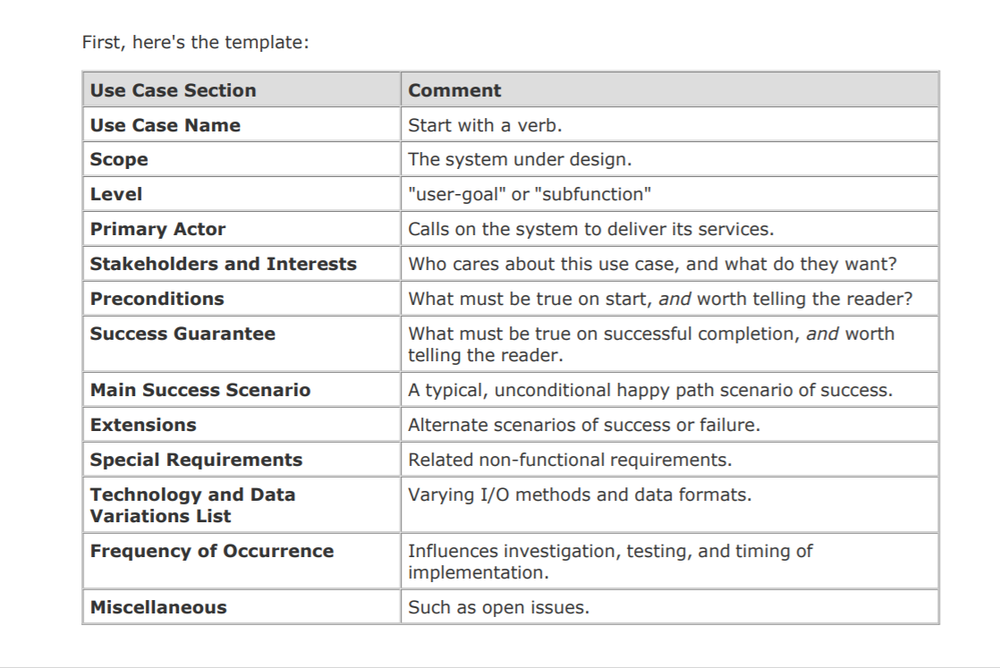 First, here's the template:
Use Case Section Comment
Use Case Name Start with a verb.
Scope The system under design.
Level "user-goal" or "subfunction"
Primary Actor Calls on the system to deliver its services.
Stakeholders and Interests Who cares about this use case, and what do they want?
Preconditions What must be true on start, and worth telling the reader?
Success Guarantee What must be true on successful completion, and worth
telling the reader.
Main Success Scenario A typical, unconditional happy path scenario of success.
Extensions Alternate scenarios of success or failure.
Special Requirements Related non-functional requirements.
Technology and Data Varying I/O methods and data formats.
Variations List
Frequency of Occurrence Influences investigation, testing, and timing of
implementation.
Miscellaneous Such as open issues.